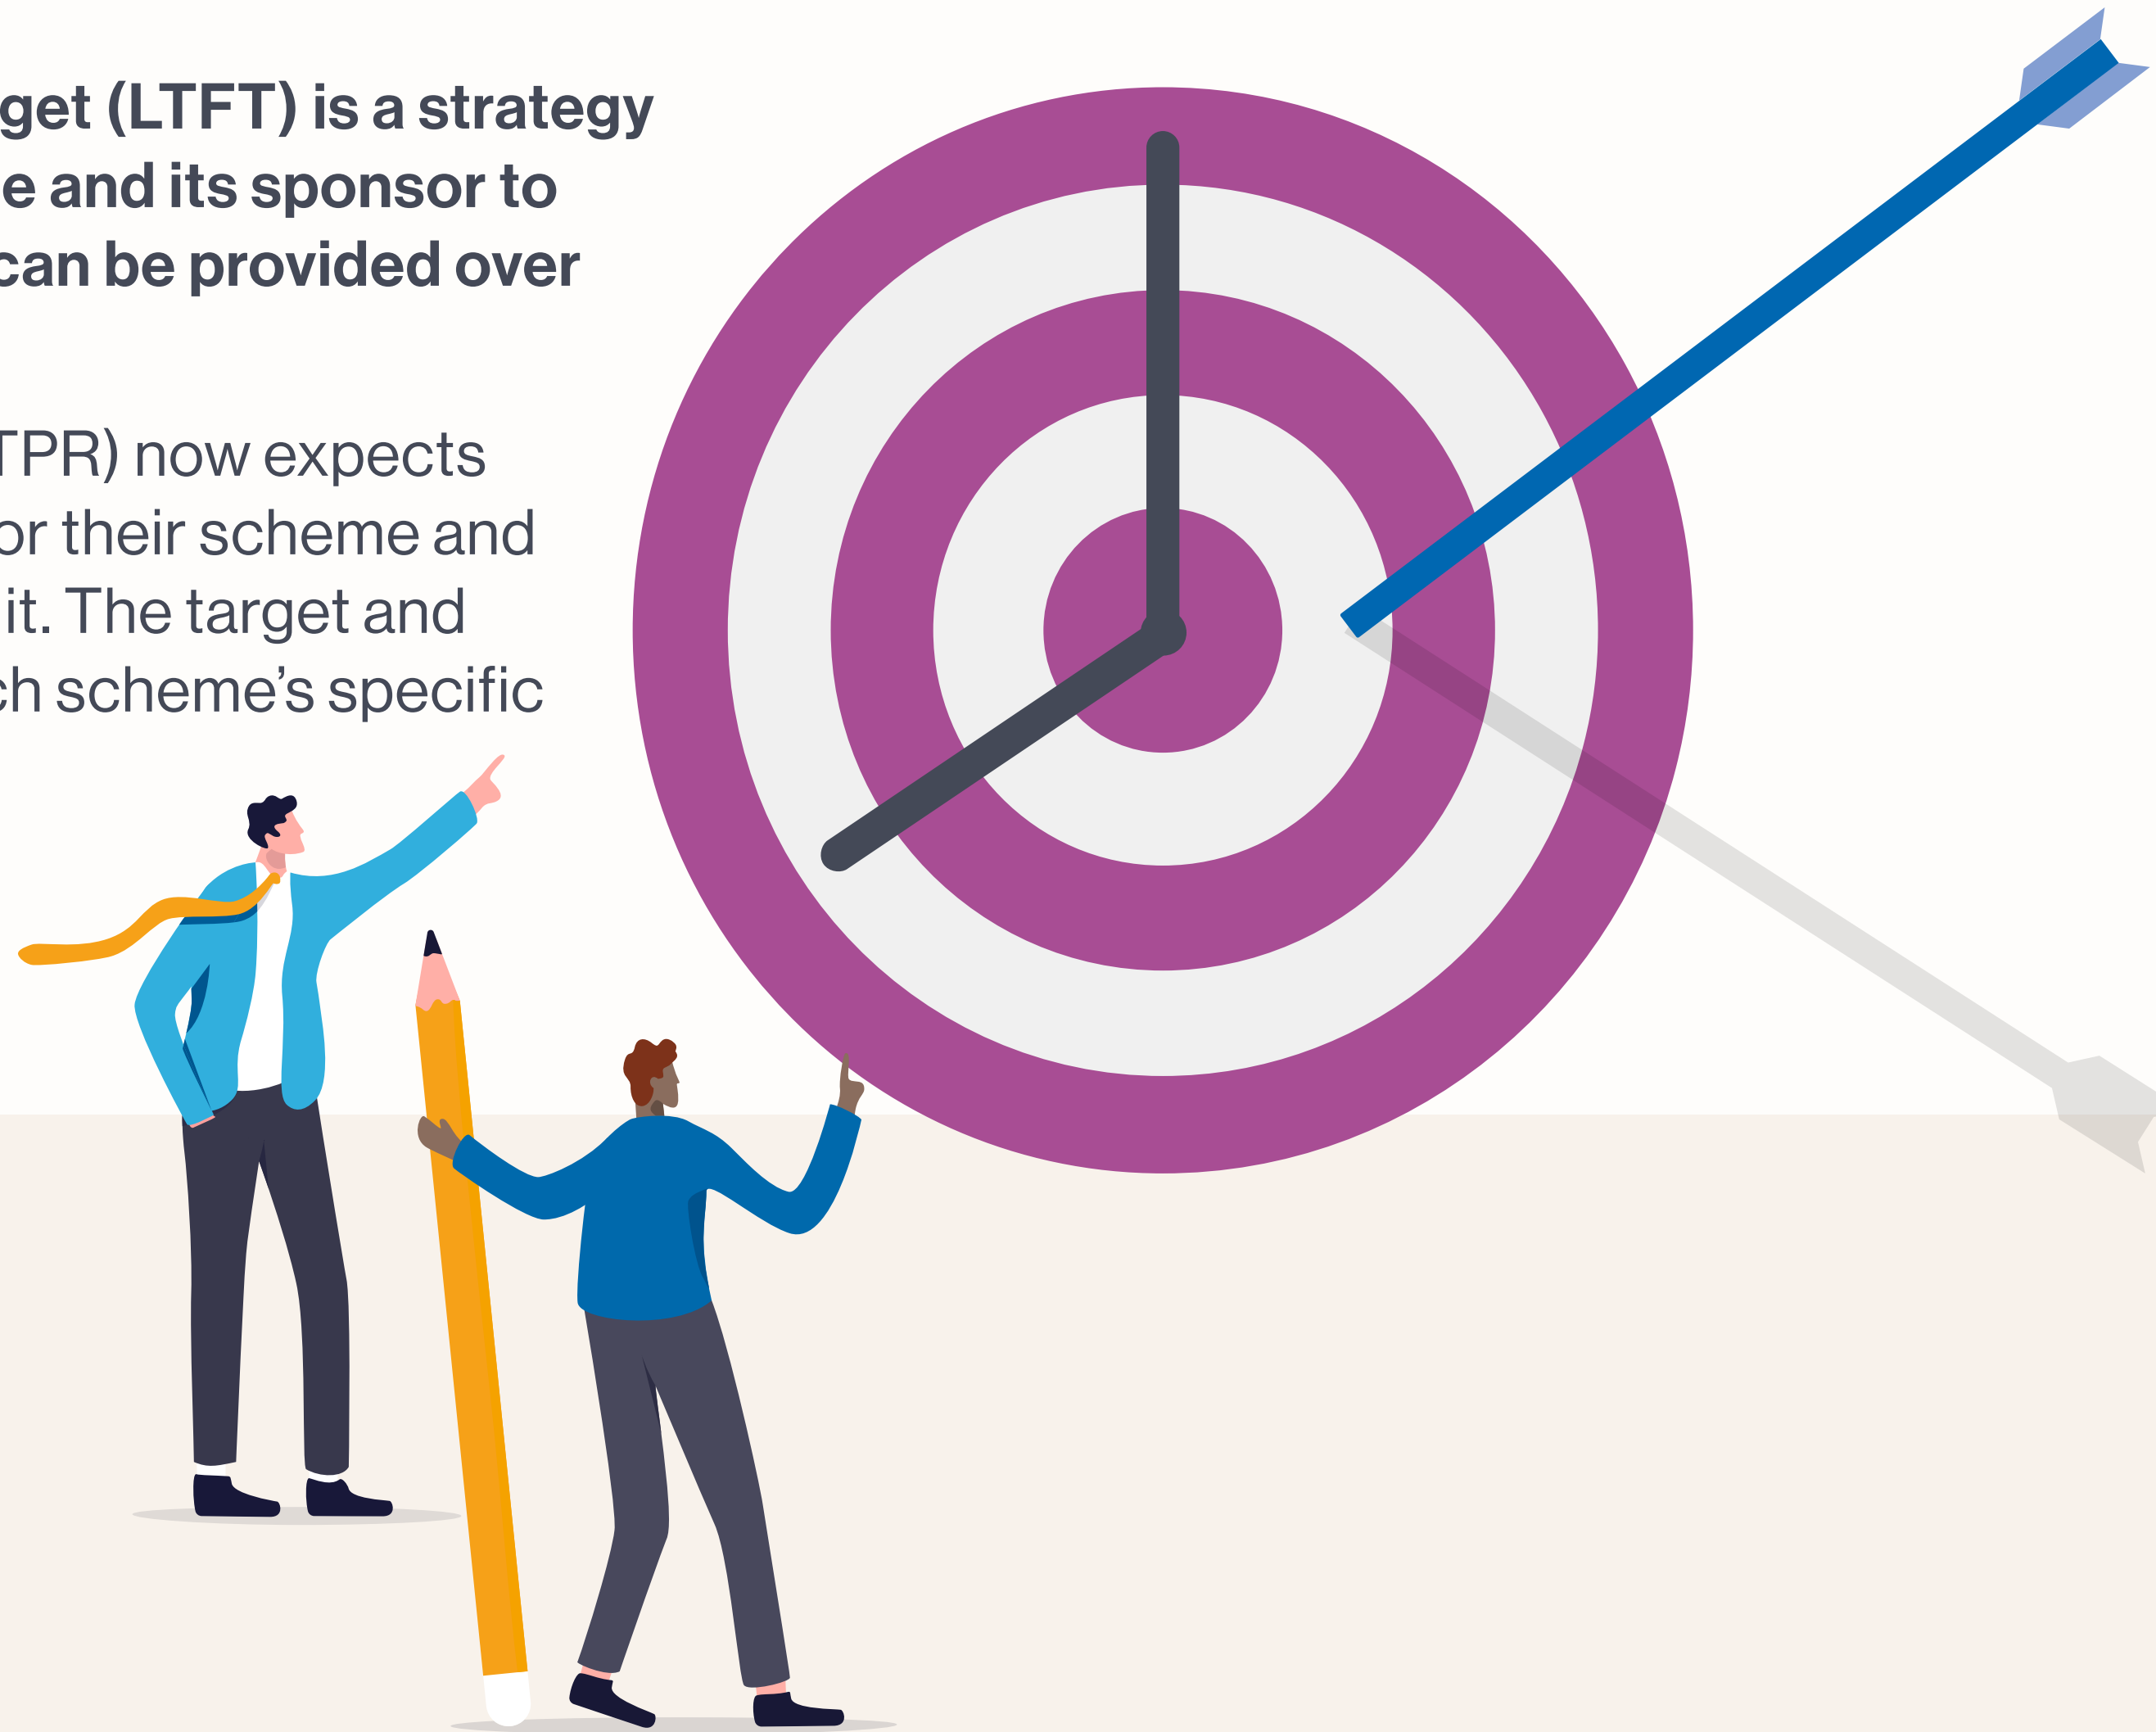 get (LTFT) is a strategy
e and its sponsor to
can be provided over
TPR) now expects
or their scheme and
it. The target and
ch scheme’s specific